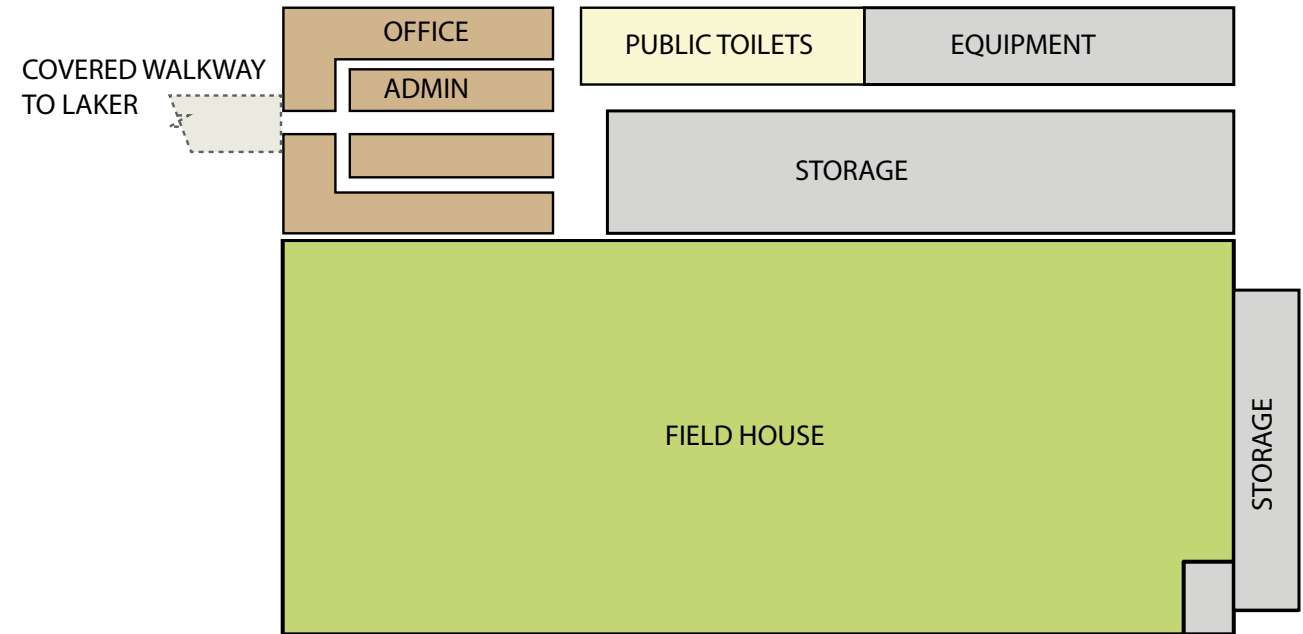 OFFICE
PUBLIC TOILETS
EQUIPMENT
COVERED WALKWAY
TO LAKER
ADMIN
STORAGE
FIELD HOUSE
STORAGE